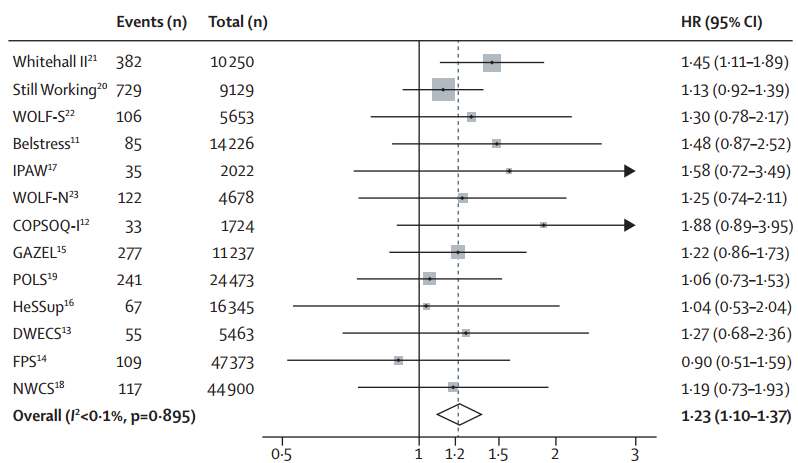 Events (n) Total (n) HR (95% CI)
Whitehall II21 382 10 250 1·45 (1·11–1·89)
Still Working20 729 9129 1·13 (0·92–1·39)
WOLF-S22 106 5653 1·30 (0·78–2·17)
Belstress11 85 14 226 1·48 (0·87–2·52)
IPAW17 35 2022 1·58 (0·72–3·49)
WOLF-N23 122 4678 1·25 (0·74–2·11)
COPSOQ-I12 33 1724 1·88 (0·89–3·95)
GAZEL15 277 11 237 1·22 (0·86–1·73)
POLS19 241 24 473 1·06 (0·73–1·53)
HeSSup16 67 16 345 1·04 (0·53–2·04)
DWECS13 55 5463 1·27 (0·68–2·36)
FPS14 109 47 373 0·90 (0·51–1·59)
NWCS18 117 44 900 1·19 (0·73–1·93)
Overall (I2<0·1%, p=0·895) 1·23 (1·10–1·37)
0·5 1 1·2 1·5 2 3